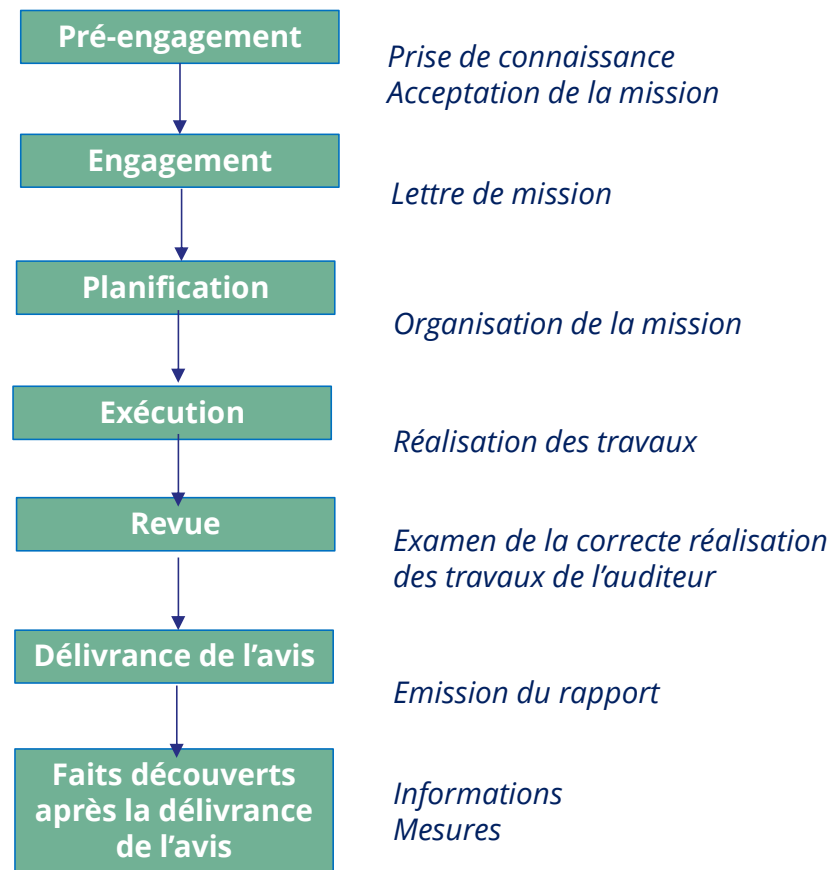 Pré-engagement
Prise de connaissance
Acceptation de la mission
Engagement
Lettre de mission
Planification
Organisation de la mission
Exécution
Réalisation des travaux
Revue
Examen de la correcte réalisation
des travaux de l’auditeur
Délivrance de l’avis
Emission du rapport
Faits découverts
après la délivrance
de l’avis
Informations
Mesures